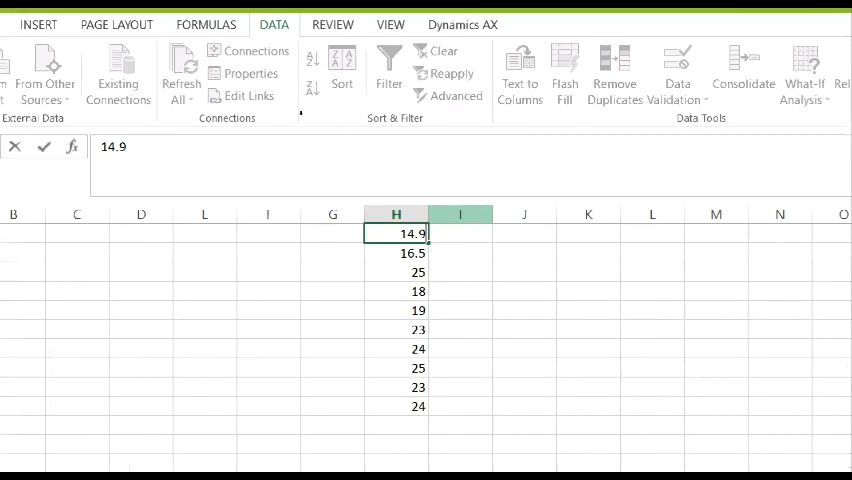 INSERT PAGE LAYOUT FORMULAS DATA REVIEW VIEW Dynamics AX
From Other Sources
Existing Connections
Refresh All
Connections
Properties
Edit Links
Sort
Filter
Clear
Reapply
Advanced
Text to Columns
Flash Fill
Remove Duplicates
Data Validation
Consolidate
What-If Analysis
External Data Connections Sort & Filter Data Tools
fx 14.9
B C D G H I J K L M N O
14.9
16.5
25
18
19
23
24
25
23
24